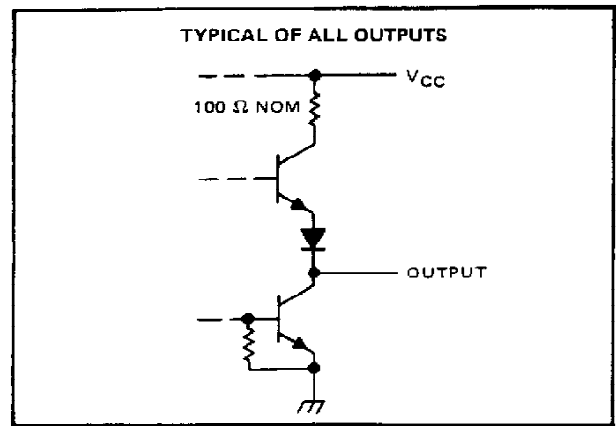 TYPICAL OF ALL OUTPUTS
VCC
100 Ω NOM
OUTPUT